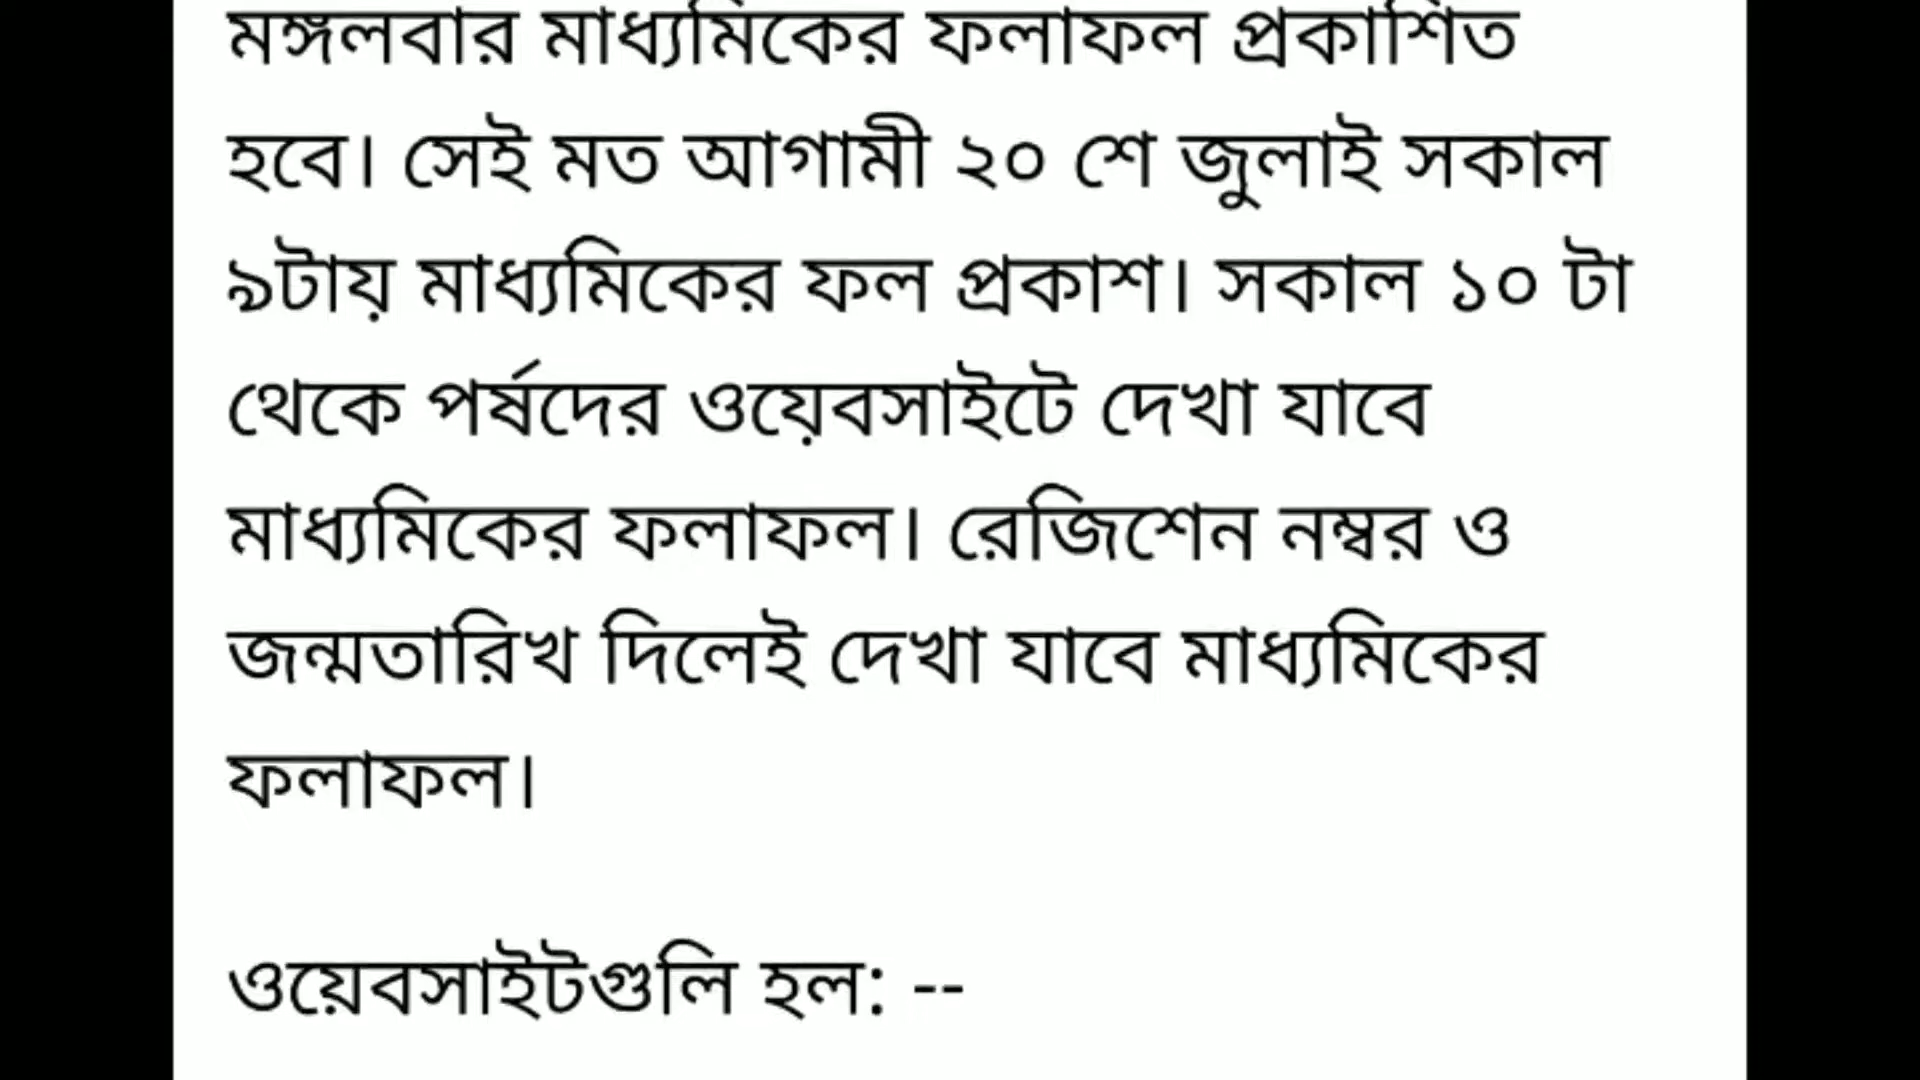 মঙ্গলবার মাধ্যমিকের ফলাফল প্রকাশিত
হবে। সেই মত আগামী ২০ শে জুলাই সকাল
৯টায় মাধ্যমিকের ফল প্রকাশ। সকাল ১০ টা
থেকে পর্ষদের ওয়েবসাইটে দেখা যাবে
মাধ্যমিকের ফলাফল। রেজিশেন নম্বর ও
জন্মতারিখ দিলেই দেখা যাবে মাধ্যমিকের
ফলাফল।
ওয়েবসাইটগুলি হল: --